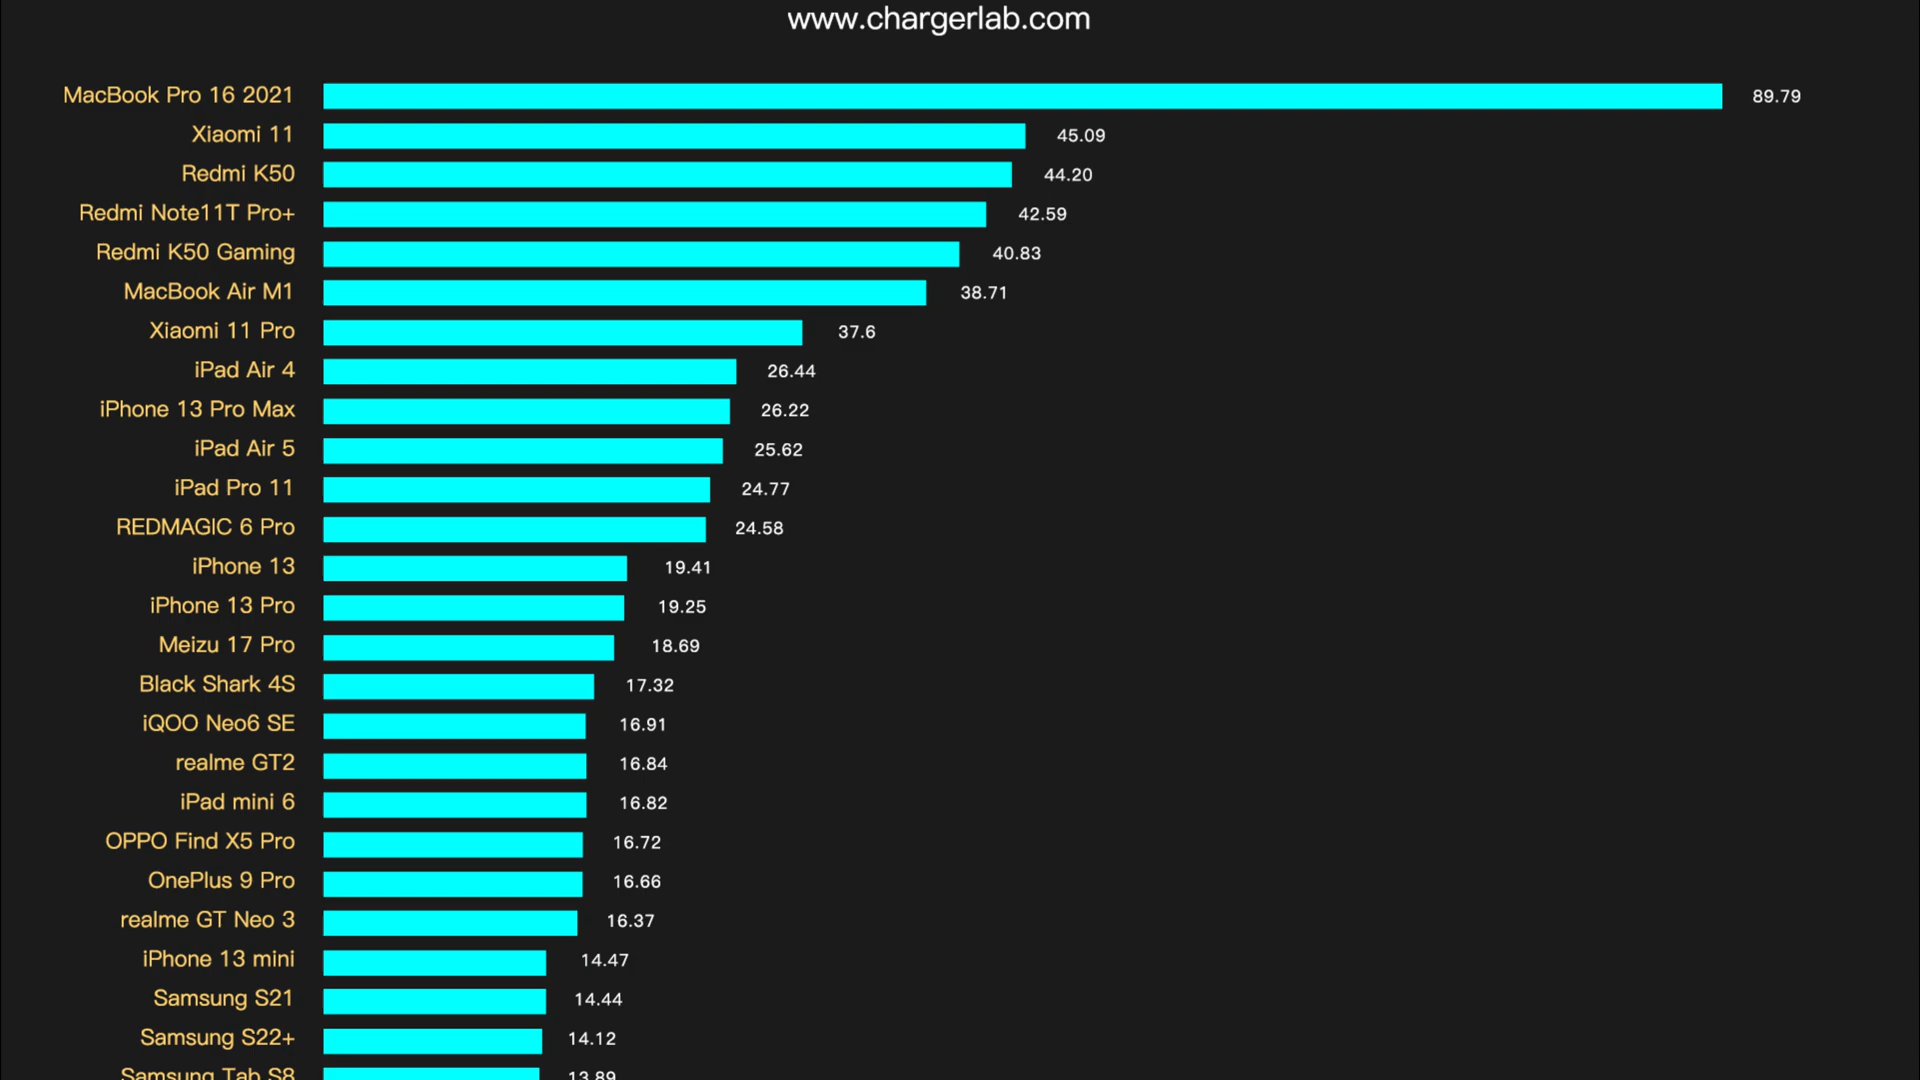 www.chargerlab.com
MacBook Pro 16 2021 89.79
Xiaomi 11 45.09
Redmi K50 44.20
Redmi Note11T Pro+ 42.59
Redmi K50 Gaming 40.83
MacBook Air M1 38.71
Xiaomi 11 Pro 37.6
iPad Air 4 26.44
iPhone 13 Pro Max 26.22
iPad Air 5 25.62
iPad Pro 11 24.77
REDMAGIC 6 Pro 24.58
iPhone 13 19.41
iPhone 13 Pro 19.25
Meizu 17 Pro 18.69
Black Shark 4S 17.32
iQOO Neo6 SE 16.91
realme GT2 16.84
iPad mini 6 16.82
OPPO Find X5 Pro 16.72
OnePlus 9 Pro 16.66
realme GT Neo 3 16.37
iPhone 13 mini 14.47
Samsung S21 14.44
Samsung S22+ 14.12
Samsung Tab S8 13.89